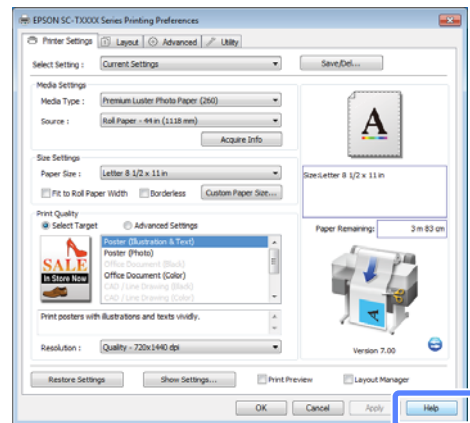 EPSON SC-TXXXX Series Printing Preferences
Printer Settings Layout Advanced Utility
Select Setting : Current Settings Save/Del...
Media Settings
Media Type : Premium Luster Photo Paper (260)
Source : Roll Paper - 44 in (1118 mm)
Acquire Info
Size Settings
Paper Size : Letter 8 1/2 x 11 in
Fit to Roll Paper Width Borderless Custom Paper Size...
A
Size:Letter 8 1/2 x 11 in
Print Quality
Select Target Advanced Settings
Paper Remaining: 3 m 83 cm
SALE
In Store Now
Poster (Illustration & Text)
Poster (Photo)
Office Document (Black)
Office Document (Color)
CAD / Line Drawing (Black)
CAD / Line Drawing (Color)
A
Print posters with illustrations and texts vividly.
Resolution : Quality - 720x1440 dpi
Version 7.00
Restore Settings Show Settings... Print Preview Layout Manager
OK Cancel Apply Help